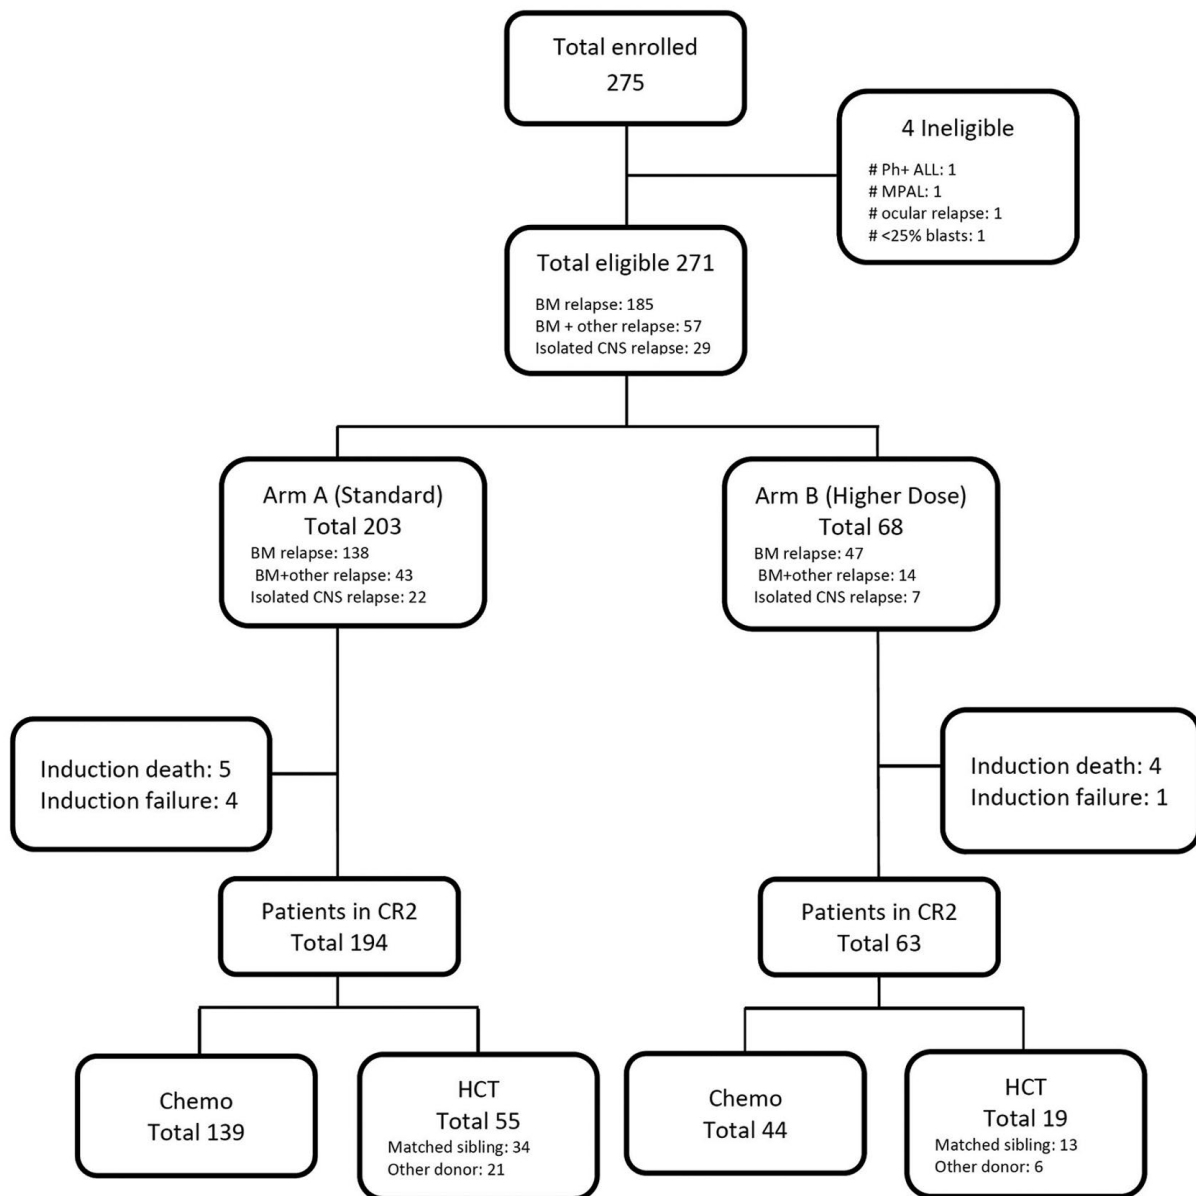 Total enrolled
275
4 Ineligible
# Ph+ ALL: 1
# MPAL: 1
# ocular relapse: 1
# <25% blasts: 1
Total eligible 271
BM relapse: 185
BM + other relapse: 57
Isolated CNS relapse: 29
Arm A (Standard)
Total 203
BM relapse: 138
BM+other relapse: 43
Isolated CNS relapse: 22
Arm B (Higher Dose)
Total 68
BM relapse: 47
BM+other relapse: 14
Isolated CNS relapse: 7
Induction death: 5
Induction failure: 4
Induction death: 4
Induction failure: 1
Patients in CR2
Total 194
Patients in CR2
Total 63
Chemo
Total 139
HCT
Total 55
Matched sibling: 34
Other donor: 21
Chemo
Total 44
HCT
Total 19
Matched sibling: 13
Other donor: 6